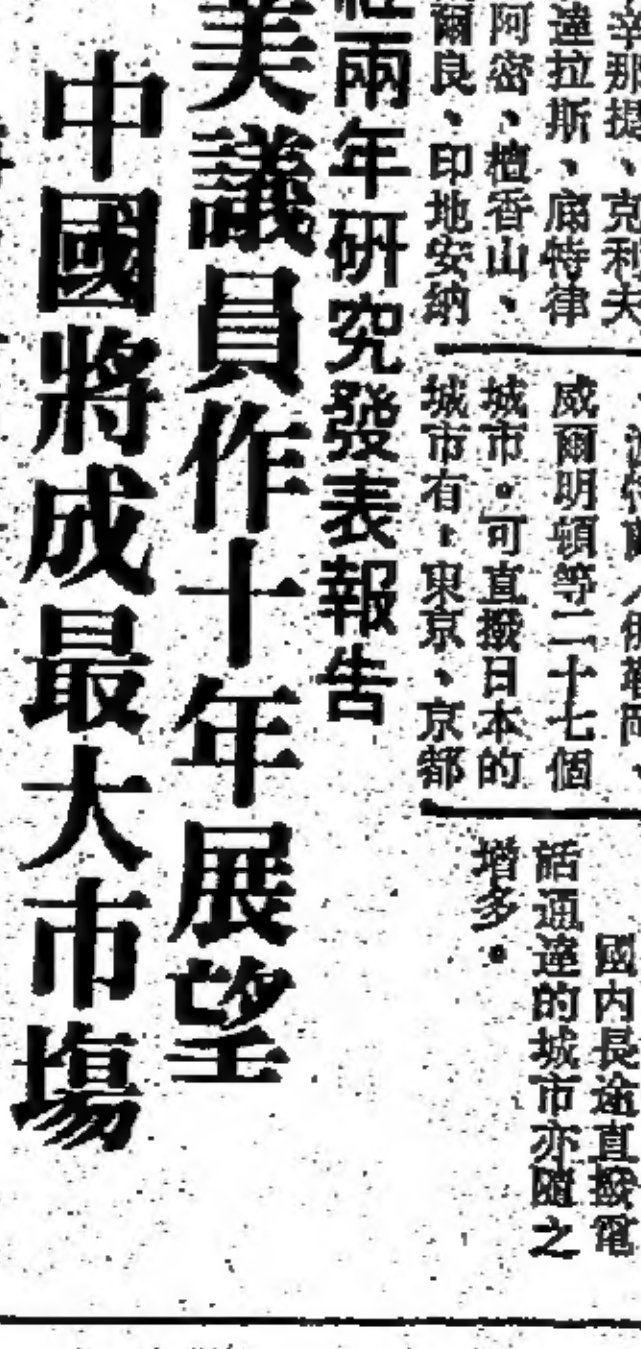 辛那提、克利夫
達拉斯、底特律
阿密、檀香山、
爾良、印地安納
威爾明頓等二十七個
城市。可直撥日本的
城市有：東京、京都
國內長途直撥電
話通達的城市亦隨之
增多。
兩年研究發表報告
美議員作十年展望
中國將成最大市塲